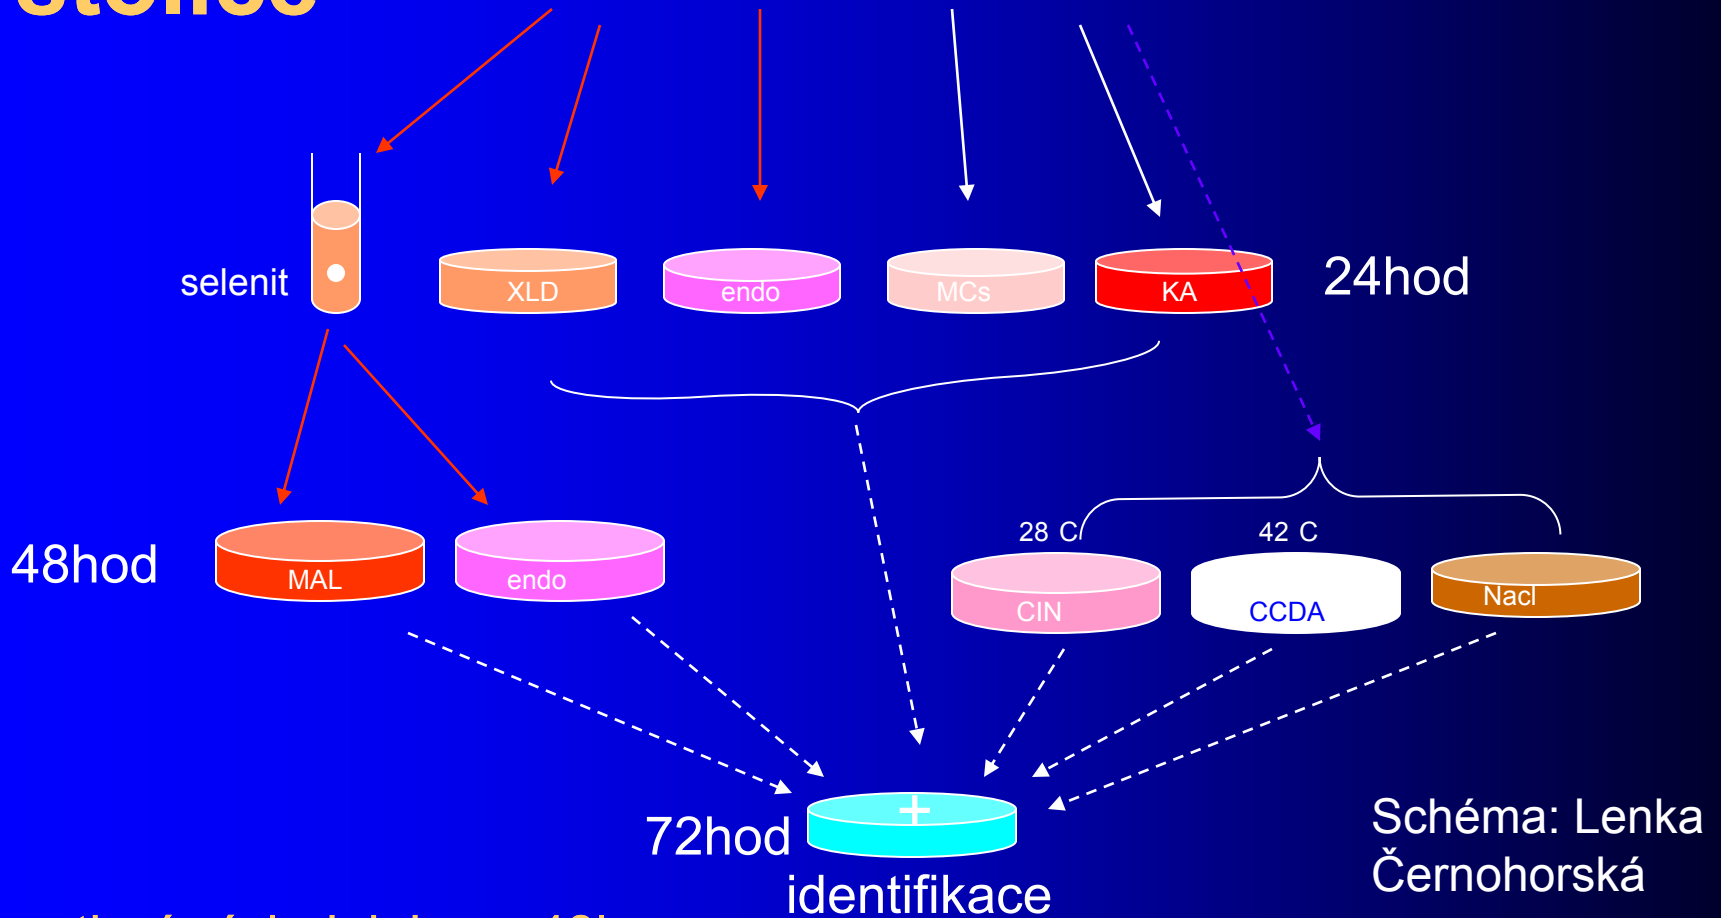 selenit
XLD
endo
MCs
KA
24hod
48hod
MAL
endo
28 C
42 C
CIN
CCDA
Nacl
72hod
+
identifikace
Schéma: Lenka
Černohorská